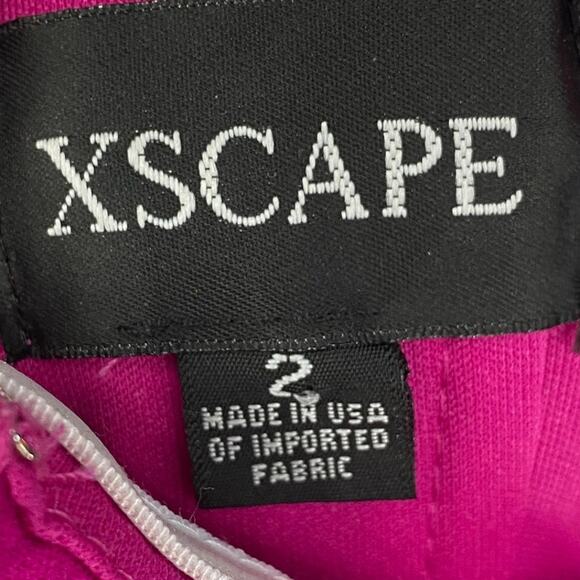 XSCAPE
2
MADE IN USA
OF IMPORTED
FABRIC